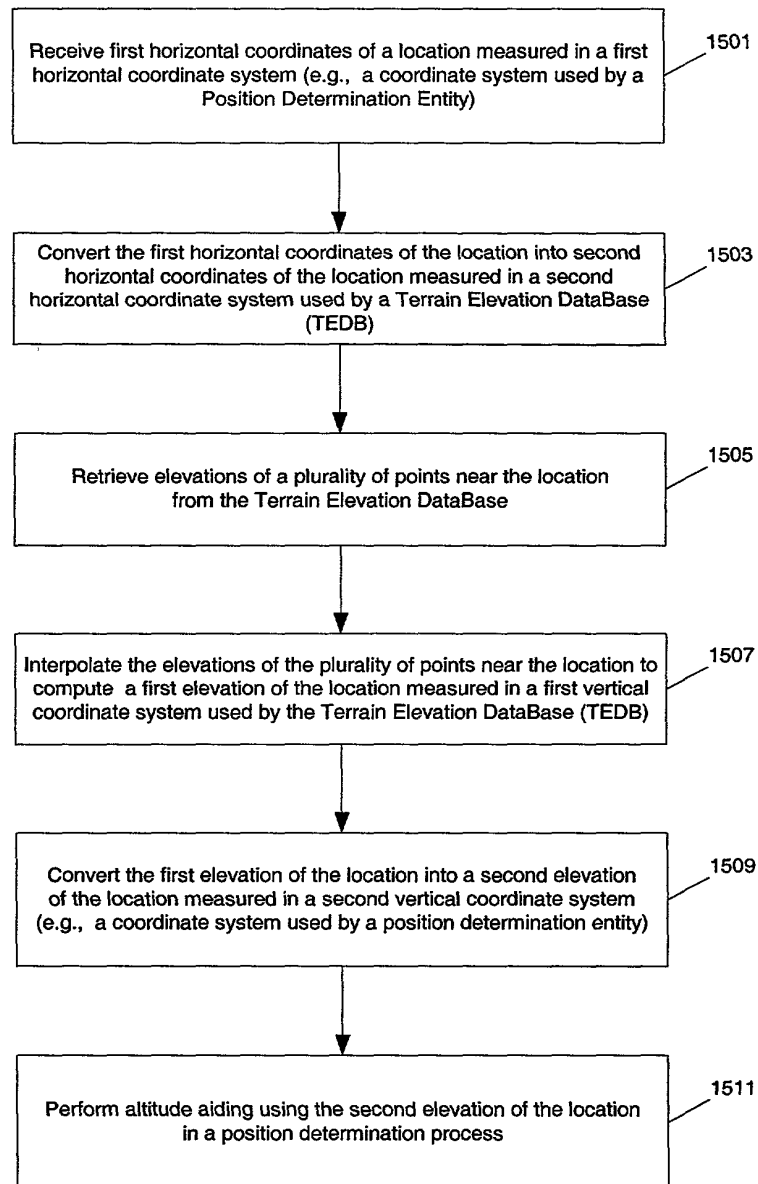 Receive first horizontal coordinates of a location measured in a first
horizontal coordinate system (e.g., a coordinate system used by a
Position Determination Entity)
1501
Convert the first horizontal coordinates of the location into second
horizontal coordinates of the location measured in a second
horizontal coordinate system used by a Terrain Elevation DataBase
(TEDB)
1503
Retrieve elevations of a plurality of points near the location
from the Terrain Elevation DataBase
1505
Interpolate the elevations of the plurality of points near the location to
compute a first elevation of the location measured in a first vertical
coordinate system used by the Terrain Elevation DataBase (TEDB)
1507
Convert the first elevation of the location into a second elevation
of the location measured in a second vertical coordinate system
(e.g., a coordinate system used by a position determination entity)
1509
Perform altitude aiding using the second elevation of the location
in a position determination process
1511